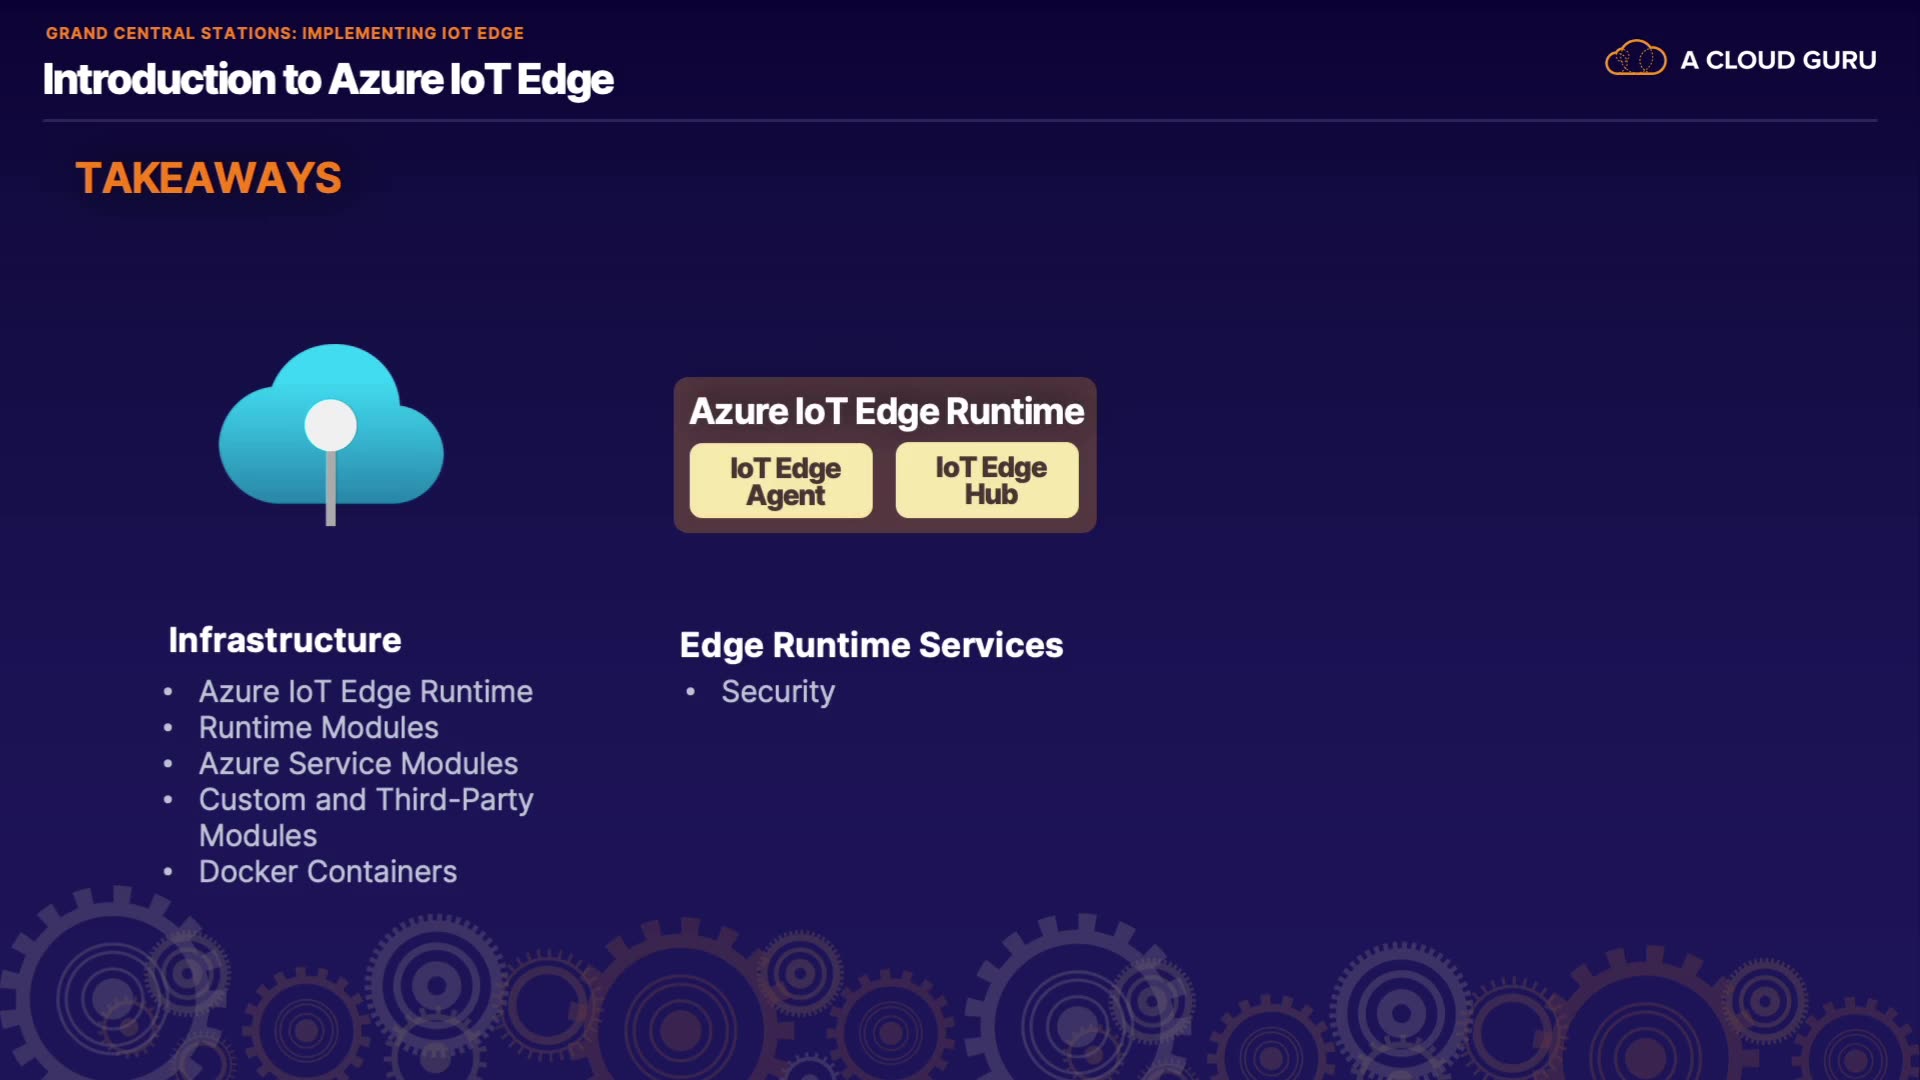 GRAND CENTRAL STATIONS: IMPLEMENTING IOT EDGE
Introduction to Azure IoT Edge
A CLOUD GURU
TAKEAWAYS
Azure IoT Edge Runtime
IoT Edge
Agent
IoT Edge
Hub
Infrastructure
• Azure IoT Edge Runtime
• Runtime Modules
• Azure Service Modules
• Custom and Third-Party
Modules
• Docker Containers
Edge Runtime Services
• Security